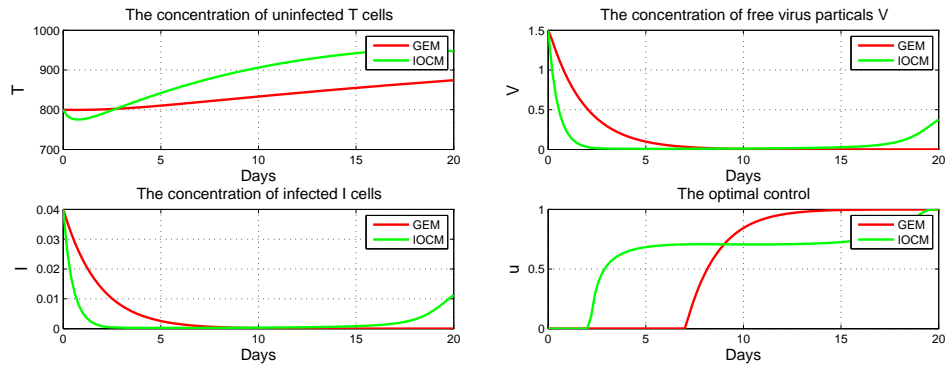 The concentration of uninfected T cells
1000
900
800
700
T
0
5
10
15
20
Days
GEM
IOCM
The concentration of free virus particals V
1.5
1
0.5
0
V
0
5
10
15
20
Days
GEM
IOCM
The concentration of infected I cells
0.04
0.03
0.02
0.01
0
I
0
5
10
15
20
Days
GEM
IOCM
The optimal control
1
0.5
0
u
0
5
10
15
20
Days
GEM
IOCM